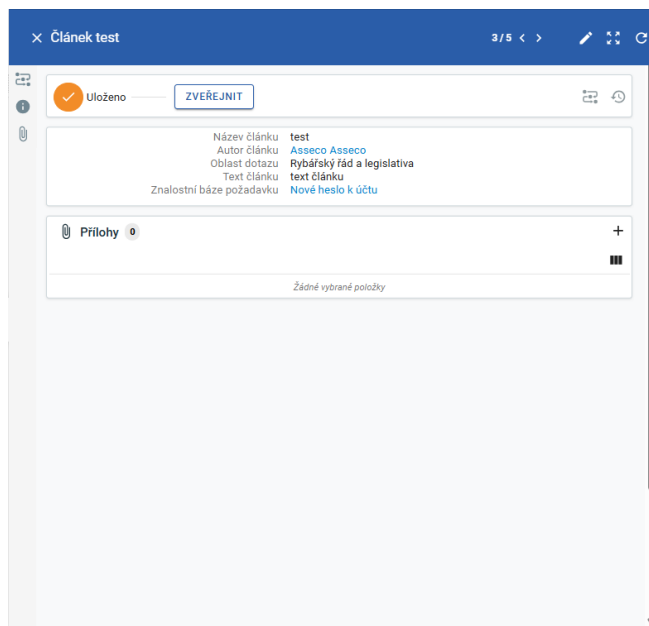 Článek test
3/5
Uloženo
ZVEŘEJNIT
Název článku test
Autor článku Asseco Asseco
Oblast dotazu Rybářský řád a legislativa
Text článku text článku
Znalostní báze požadavku Nové heslo k účtu
Přílohy 0
Žádné vybrané položky